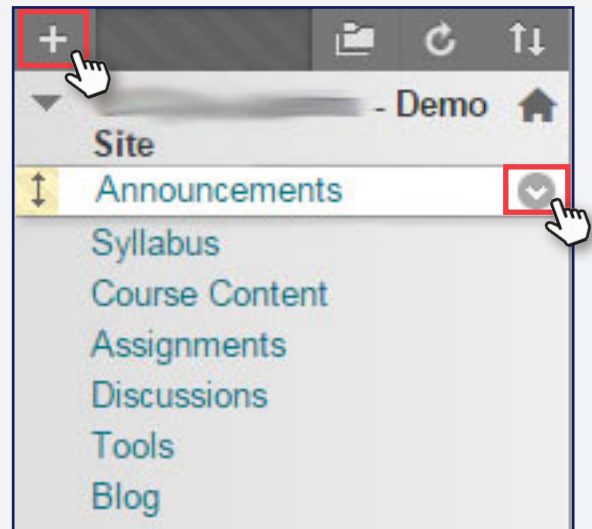 - Demo
Site
Announcements
Syllabus
Course Content
Assignments
Discussions
Tools
Blog